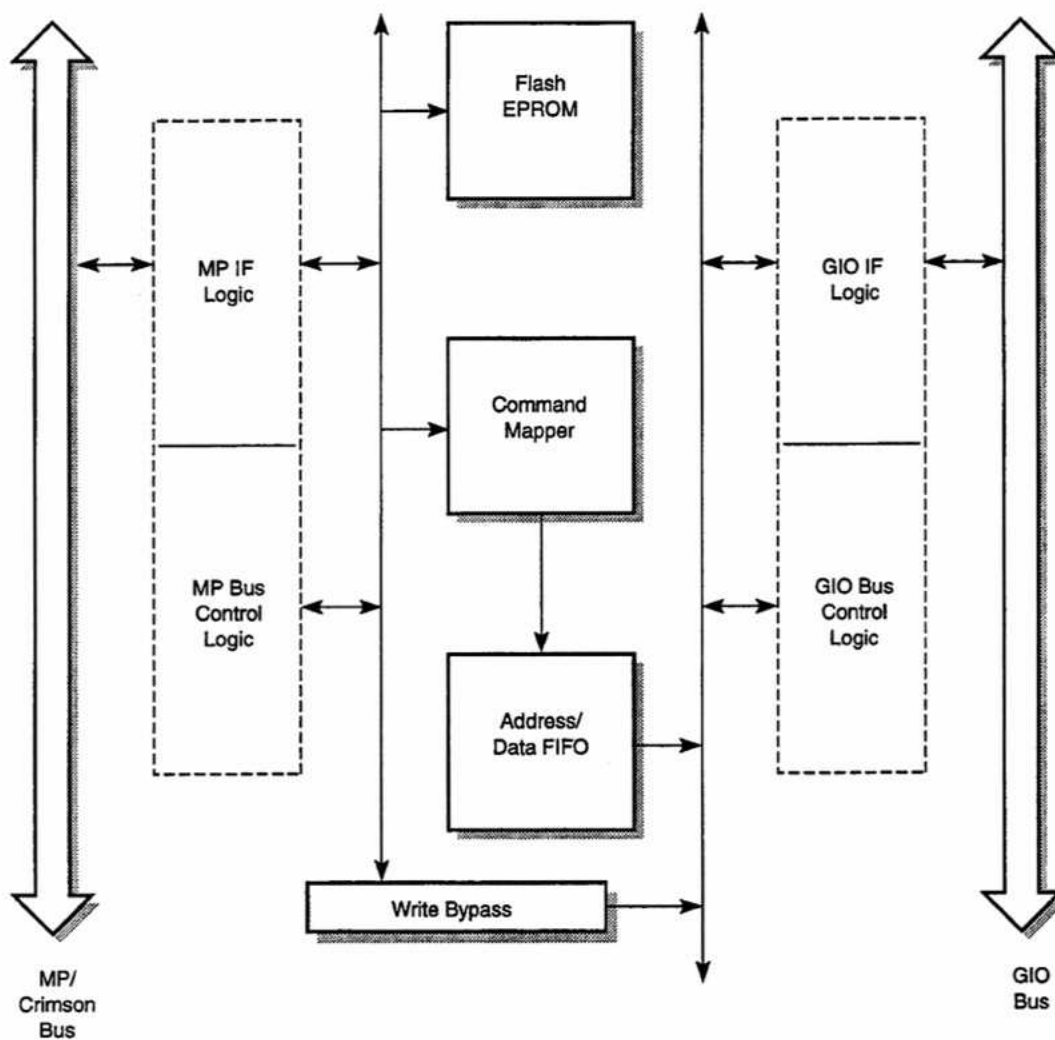 Flash
EPROM
MP IF
Logic
GIO IF
Logic
Command
Mapper
MP Bus
Control
Logic
GIO Bus
Control
Logic
Address/
Data FIFO
Write Bypass
MP/
Crimson
Bus
GIO
Bus